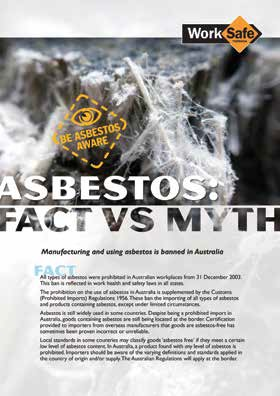 WorkSafe
BE ASBESTOS
AWARE
ASBESTOS:
FACT VS MYTH
Manufacturing and using asbestos is banned in Australia
FACT
All types of asbestos were prohibited in Australian workplaces from 31 December 2003.
This ban is reflected in work health and safety laws in all states.
The prohibition on the use of asbestos in Australia is supplemented by the Customs
(Prohibited Imports) Regulations 1956. These ban the importing of all types of asbestos
and products containing asbestos, except under limited circumstances.
Asbestos is still widely used in some countries. Despite being a prohibited import in
Australia, goods containing asbestos are still being located at the border. Certification
provided to importers from overseas manufacturers that goods are asbestos-free has
sometimes been proven incorrect or unreliable.
Local standards in some countries may classify goods 'asbestos free' if they meet a certain
low level of asbestos content. In Australia, a product found with any level of asbestos is
prohibited. Importers should be aware of the varying definitions and standards applied in
the country of origin and/or supply. The Australian Regulations will apply at the border.